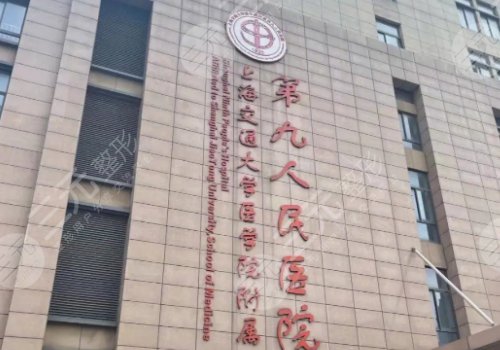 上海交通大学医学院附属
第九人民医院
Shanghai Ninth People's Hospital
Affiliated to Shanghai JiaoTong University, School of Medicine